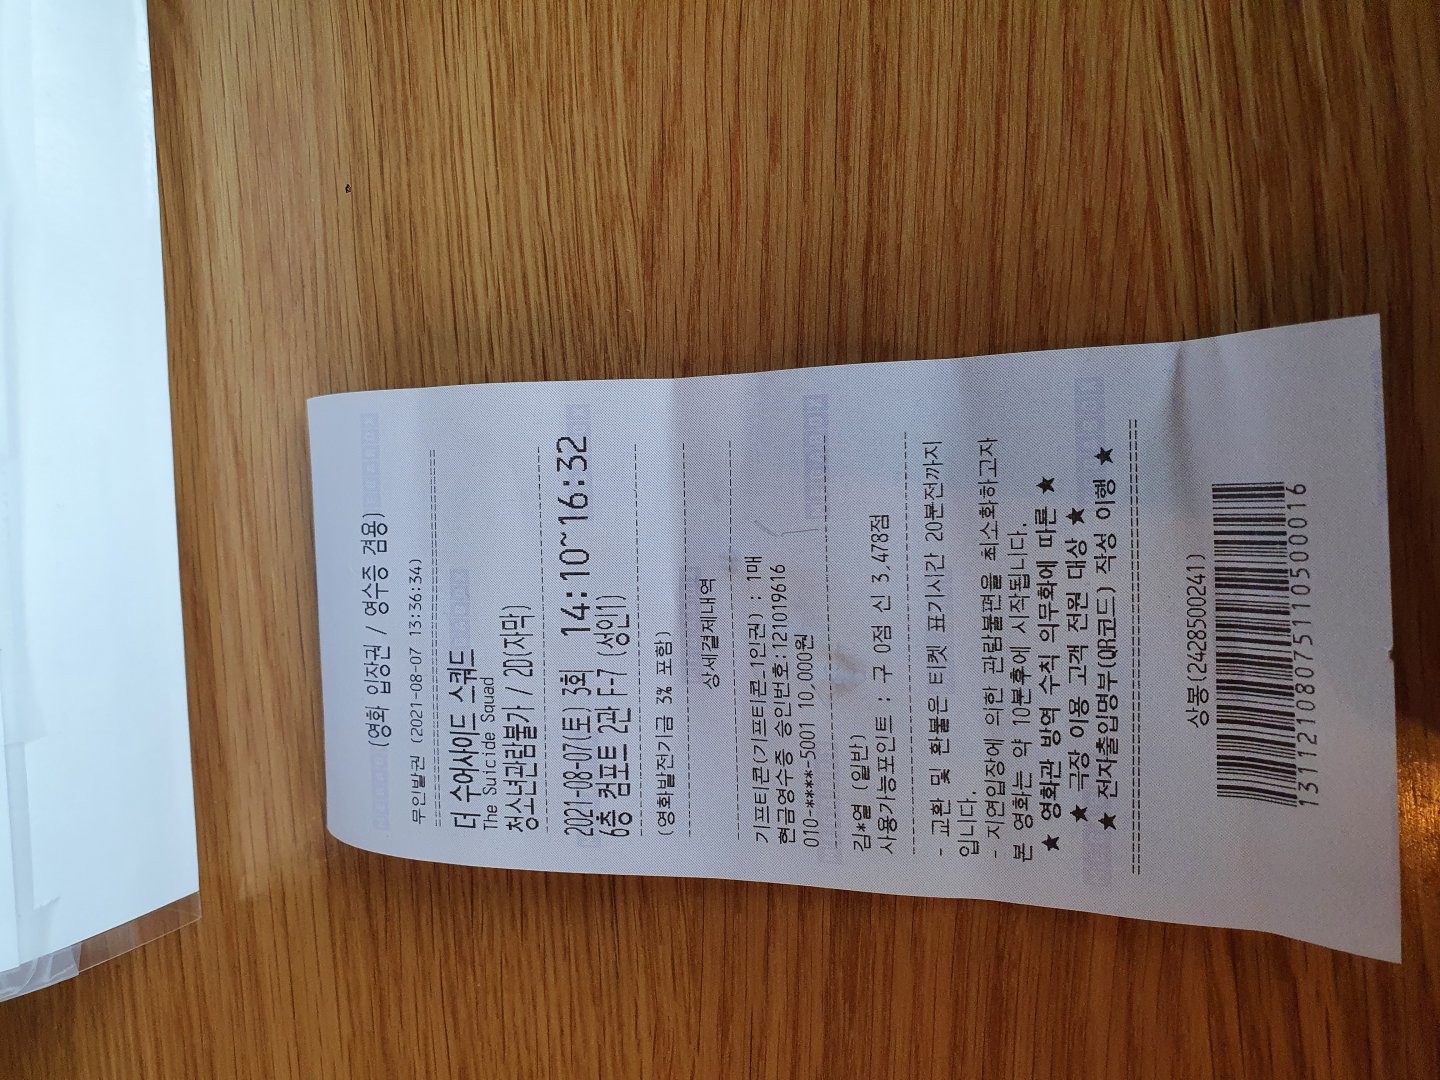 (영화 입장권 / 영수증 겸용)
무인발권 (2021-08-07 13:36:34)
더 수어사이드 스쿼드
The Suicide Squad
청소년관람불가 / 2D(자막)
2021-08-07(토) 3회 14:10~16:32
6층 컴포트 2관 F-7 (성인1)
(영화발전기금 3% 포함)
상세결제내역
기프티콘(기프티콘_1인권) : 1매
현금영수증 승인번호:121019616
010-****-5001 10,000원
김*열 (일반)
사용가능포인트 : 구 0점 신 3,478점
- 교환 및 환불은 티켓 표기시간 20분전까지
입니다.
- 지연입장에 의한 관람불편을 최소화하고자
본 영화는 약 10분후에 시작됩니다.
★ 영화관 방역 수칙 의무화에 따른 ★
★ 극장 이용 고객 전원 대상 ★
★ 전자출입명부(QR코드) 작성 이행 ★
상봉(2428500241)
13112108075110500016